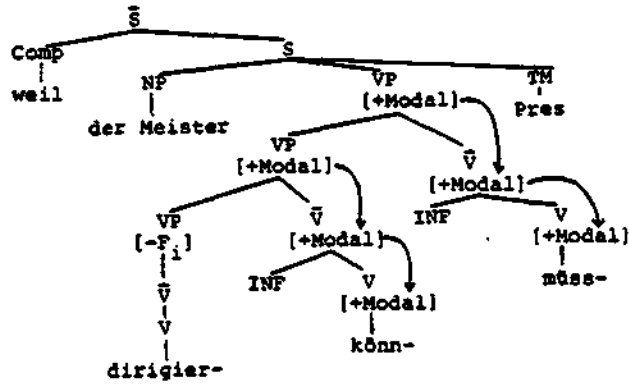 S̄
Comp S
weil NP VP TM
[+Modal] Pres
der Meister
VP V̄
[+Modal] [+Modal]
VP V̄ INF V
[-Fi] [+Modal] [+Modal]
V̄ INF V müss-
[+Modal]
V
könn-
dirigier-